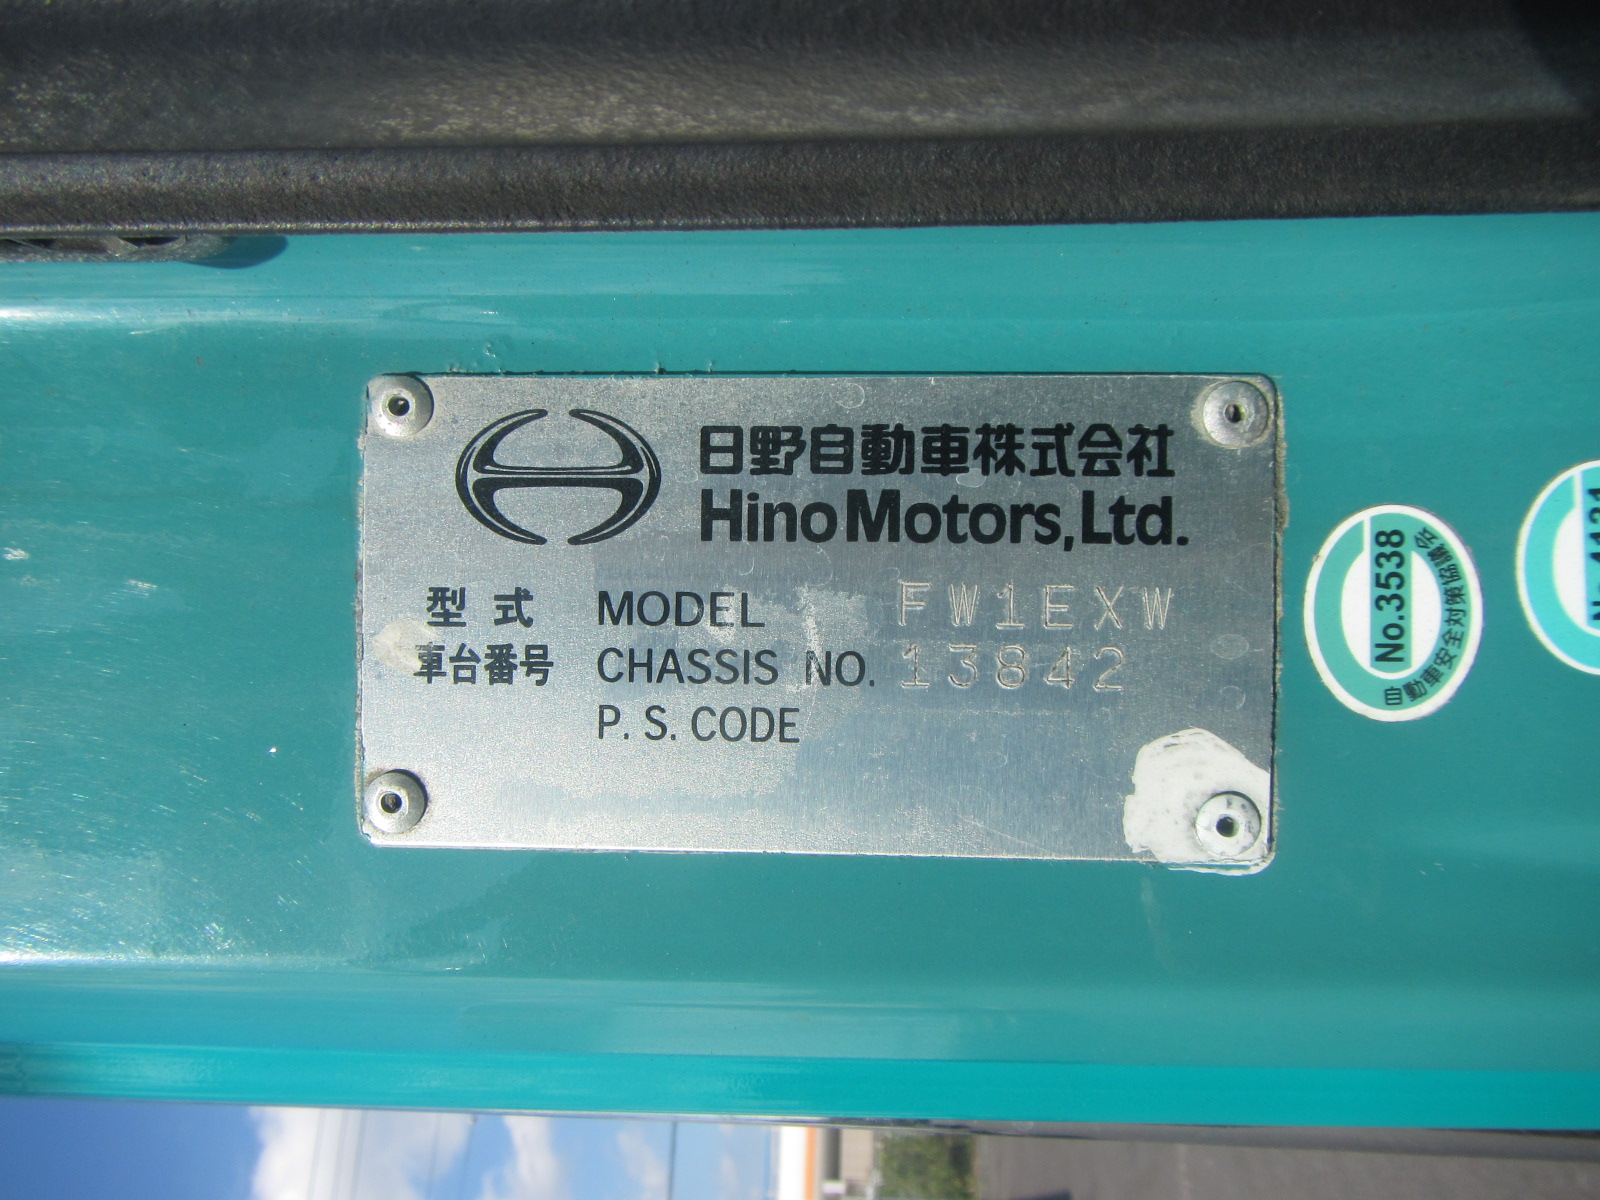 日野自動車株式会社
Hino Motors, Ltd.
型式 MODEL FW1EXW
車台番号 CHASSIS NO. 13842
P. S. CODE
No.3538
自動車安全対策協議会